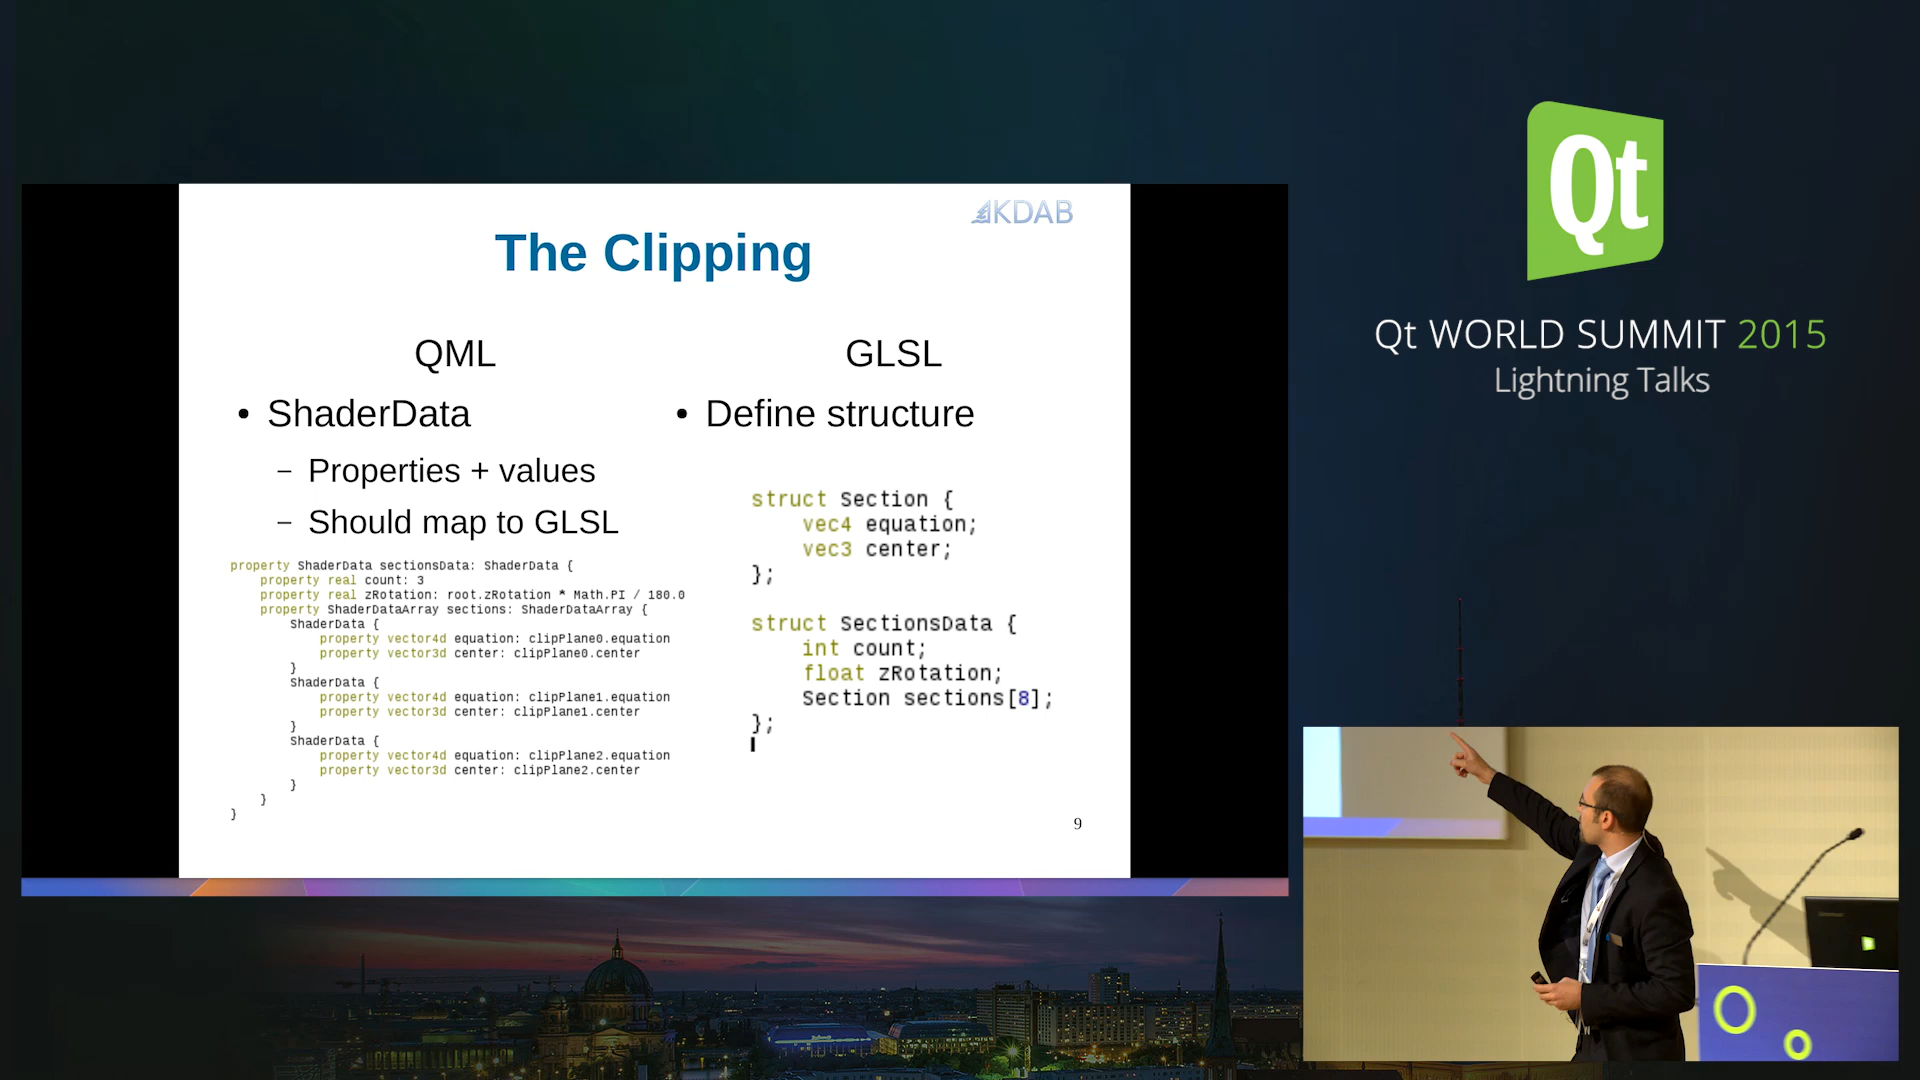 KDAB
The Clipping
QML
• ShaderData
– Properties + values
– Should map to GLSL
property ShaderData sectionsData: ShaderData {
    property real count: 3
    property real zRotation: root.zRotation * Math.PI / 180.0
    property ShaderDataArray sections: ShaderDataArray {
        ShaderData {
            property vector4d equation: clipPlane0.equation
            property vector3d center: clipPlane0.center
        }
        ShaderData {
            property vector4d equation: clipPlane1.equation
            property vector3d center: clipPlane1.center
        }
        ShaderData {
            property vector4d equation: clipPlane2.equation
            property vector3d center: clipPlane2.center
        }
    }
}
GLSL
• Define structure
struct Section {
    vec4 equation;
    vec3 center;
};
struct SectionsData {
    int count;
    float zRotation;
    Section sections[8];
};
9
Qt
Qt WORLD SUMMIT 2015
Lightning Talks